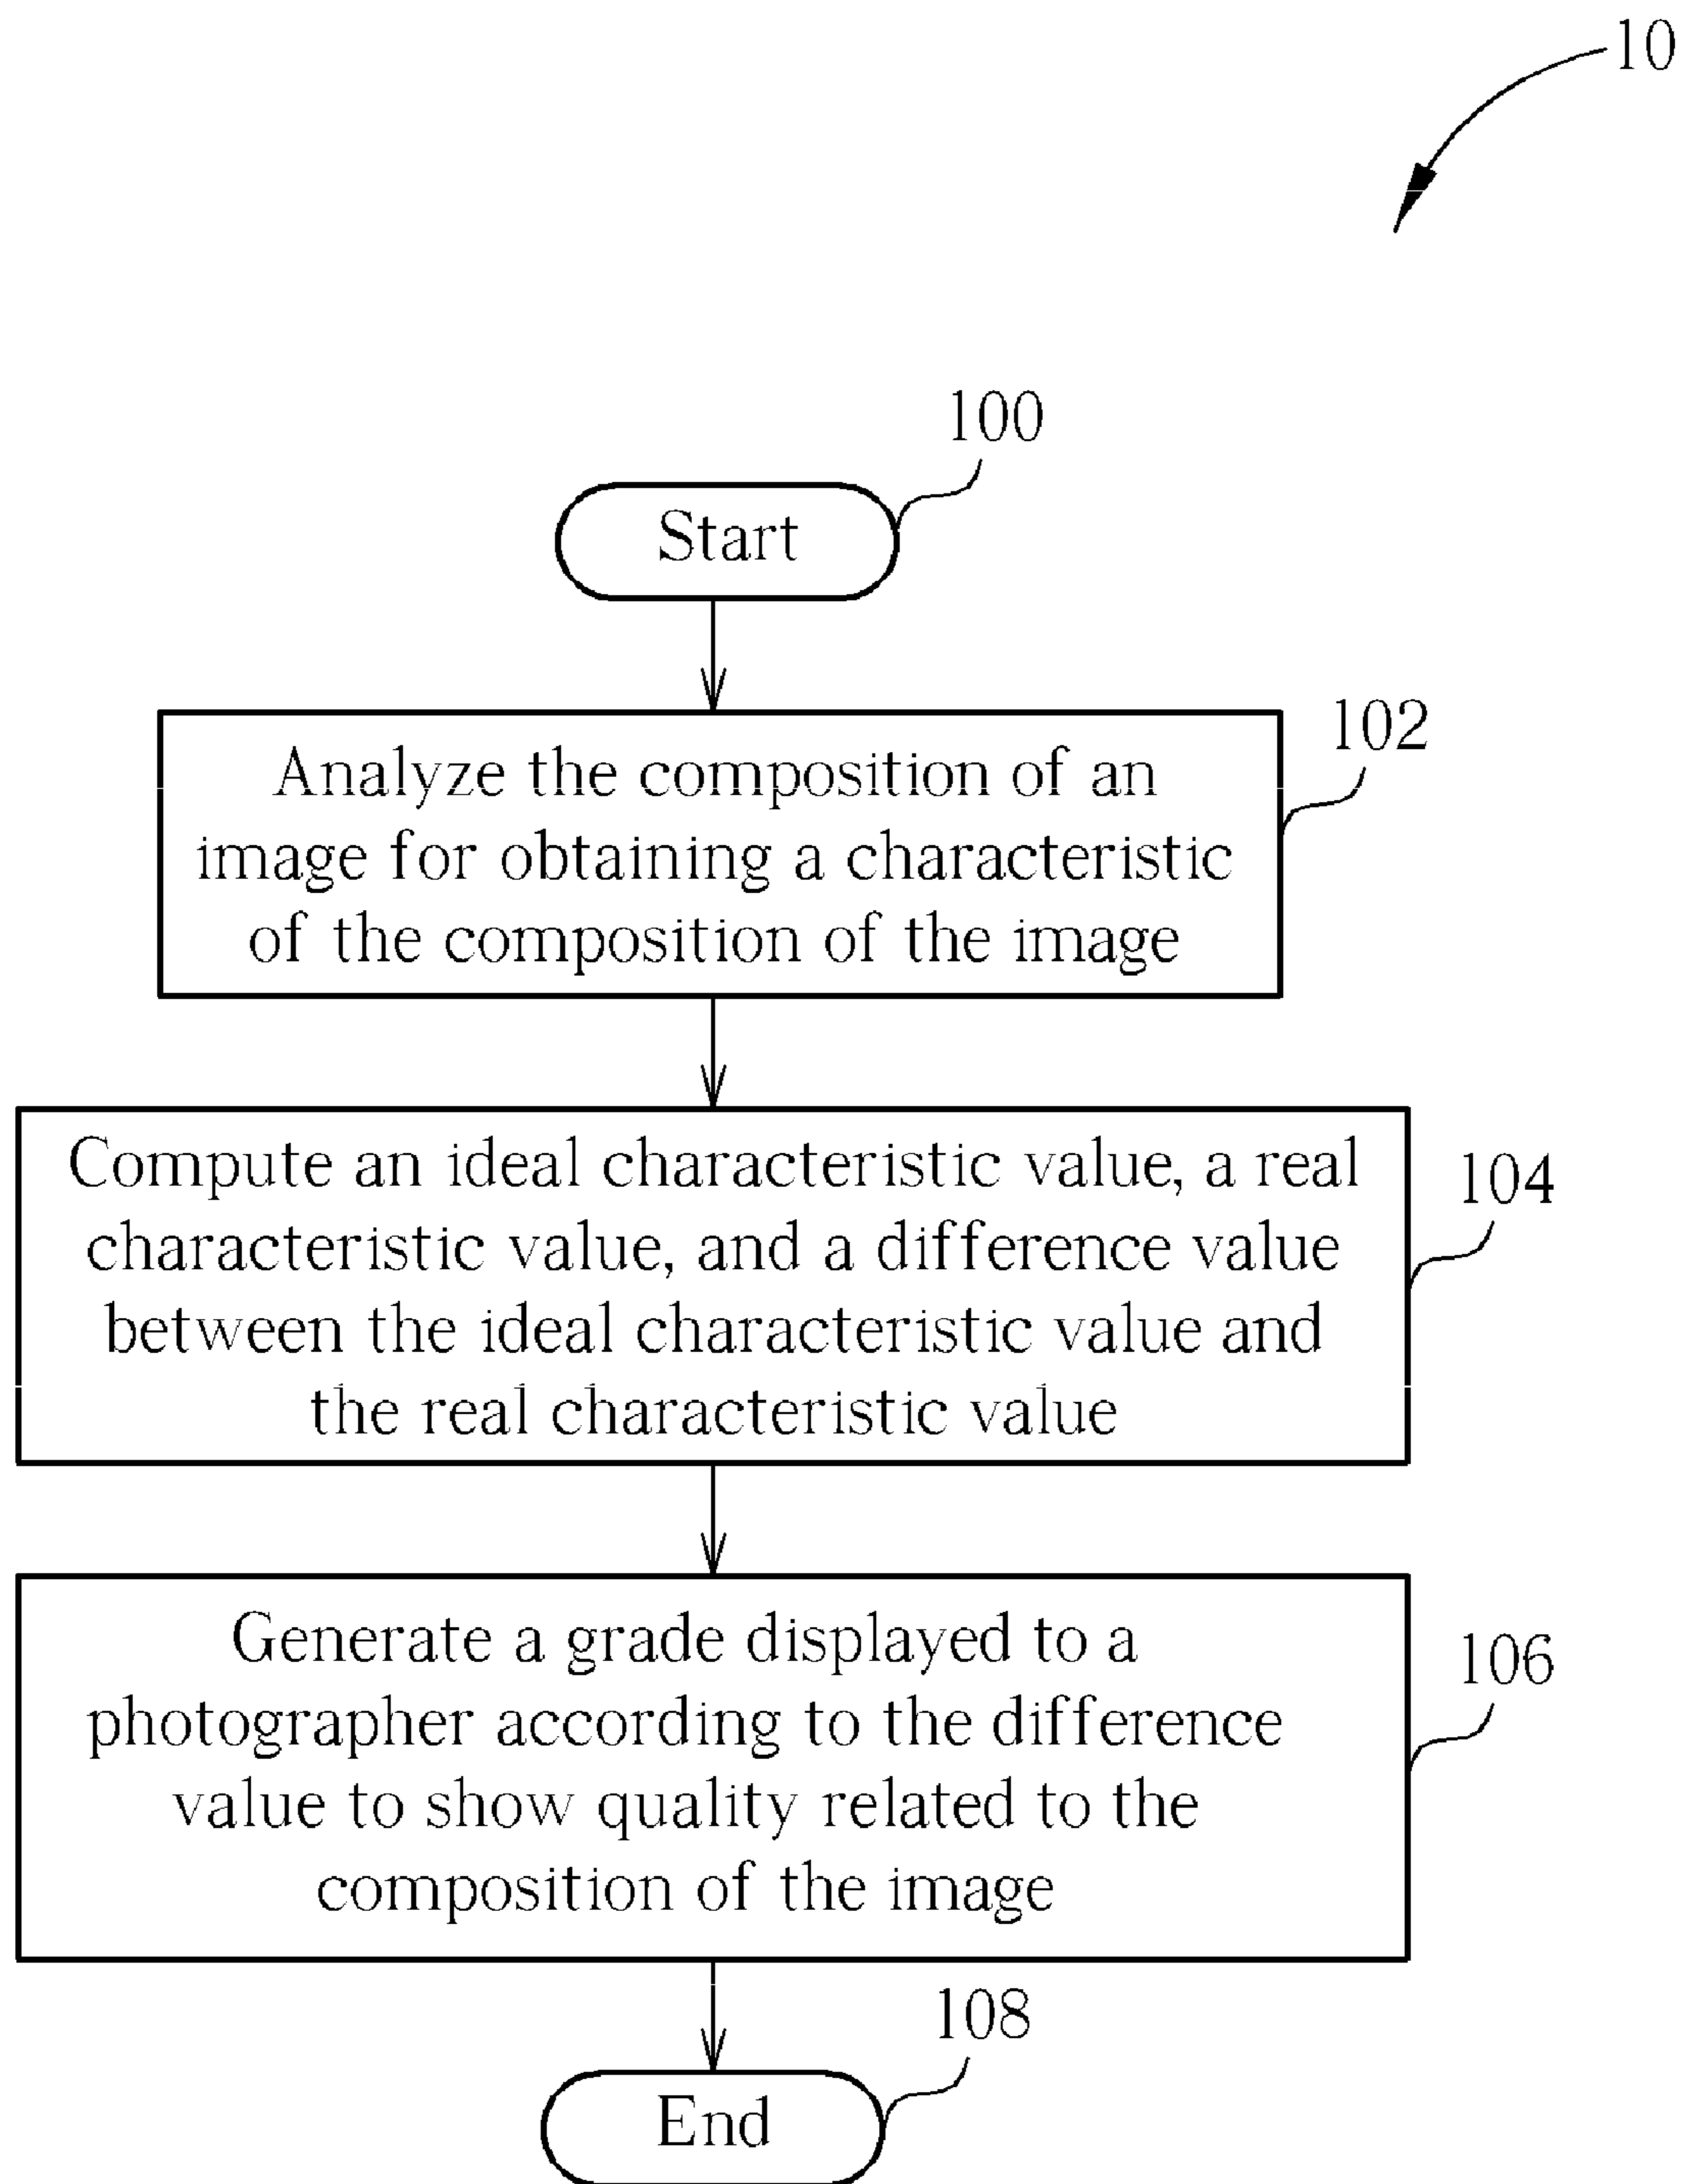 10
100
Start
102
Analyze the composition of an
image for obtaining a characteristic
of the composition of the image
104
Compute an ideal characteristic value, a real
characteristic value, and a difference value
between the ideal characteristic value and
the real characteristic value
106
Generate a grade displayed to a
photographer according to the difference
value to show quality related to the
composition of the image
108
End